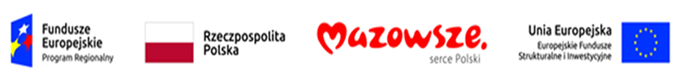 Fundusze
Europejskie
Program Regionalny
Rzeczpospolita
Polska
Mazowsze.
serce Polski
Unia Europejska
Europejskie Fundusze
Strukturalne i Inwestycyjne